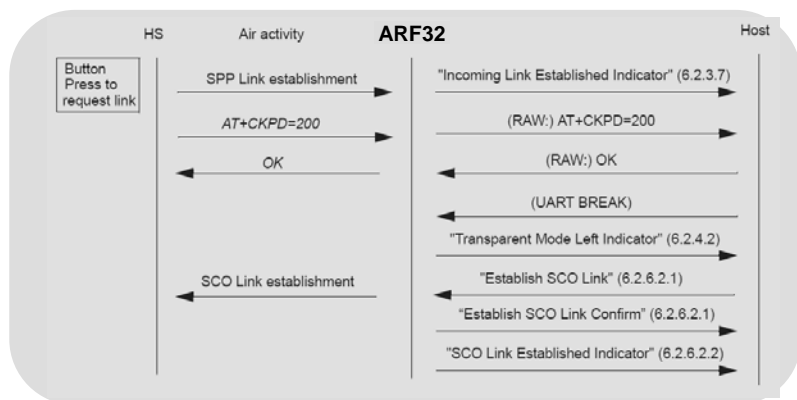 HS Air activity ARF32 Host
Button
Press to
request link
SPP Link establishment
"Incoming Link Established Indicator" (6.2.3.7)
AT+CKPD=200
(RAW:) AT+CKPD=200
OK
(RAW:) OK
(UART BREAK)
"Transparent Mode Left Indicator" (6.2.4.2)
SCO Link establishment
"Establish SCO Link" (6.2.6.2.1)
"Establish SCO Link Confirm" (6.2.6.2.1)
"SCO Link Established Indicator" (6.2.6.2.2)